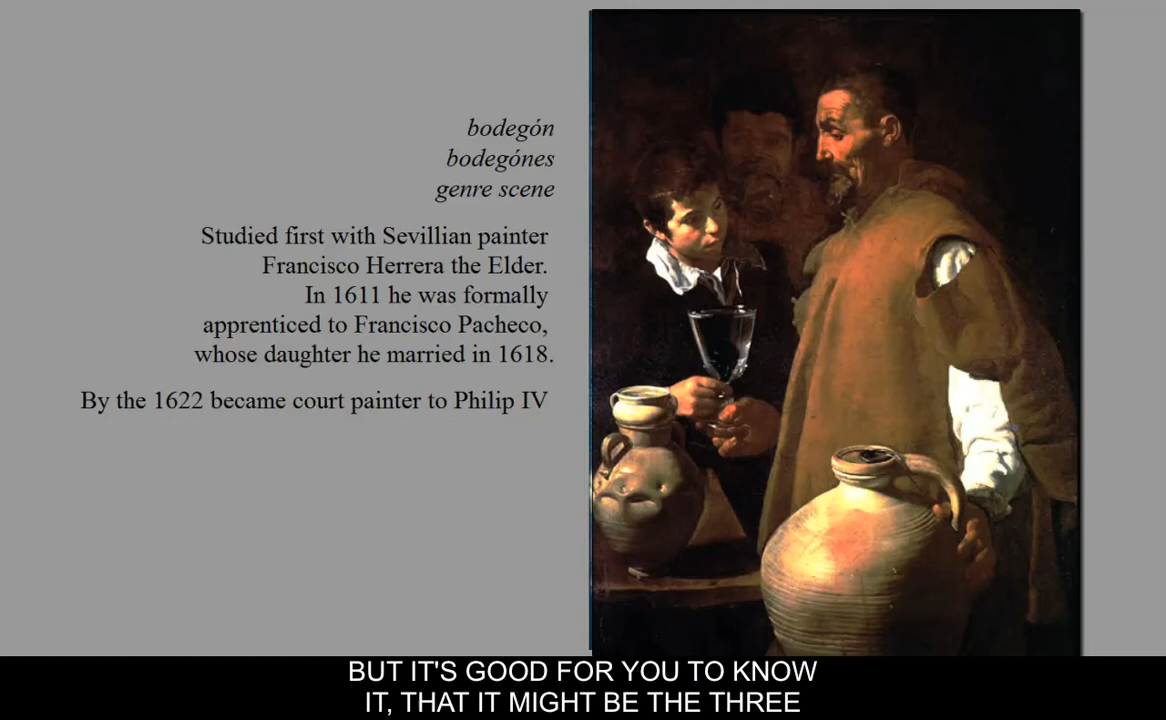 bodegón
bodegónes
genre scene
Studied first with Sevillian painter
Francisco Herrera the Elder.
In 1611 he was formally
apprenticed to Francisco Pacheco,
whose daughter he married in 1618.
By the 1622 became court painter to Philip IV
BUT IT'S GOOD FOR YOU TO KNOW
IT, THAT IT MIGHT BE THE THREE